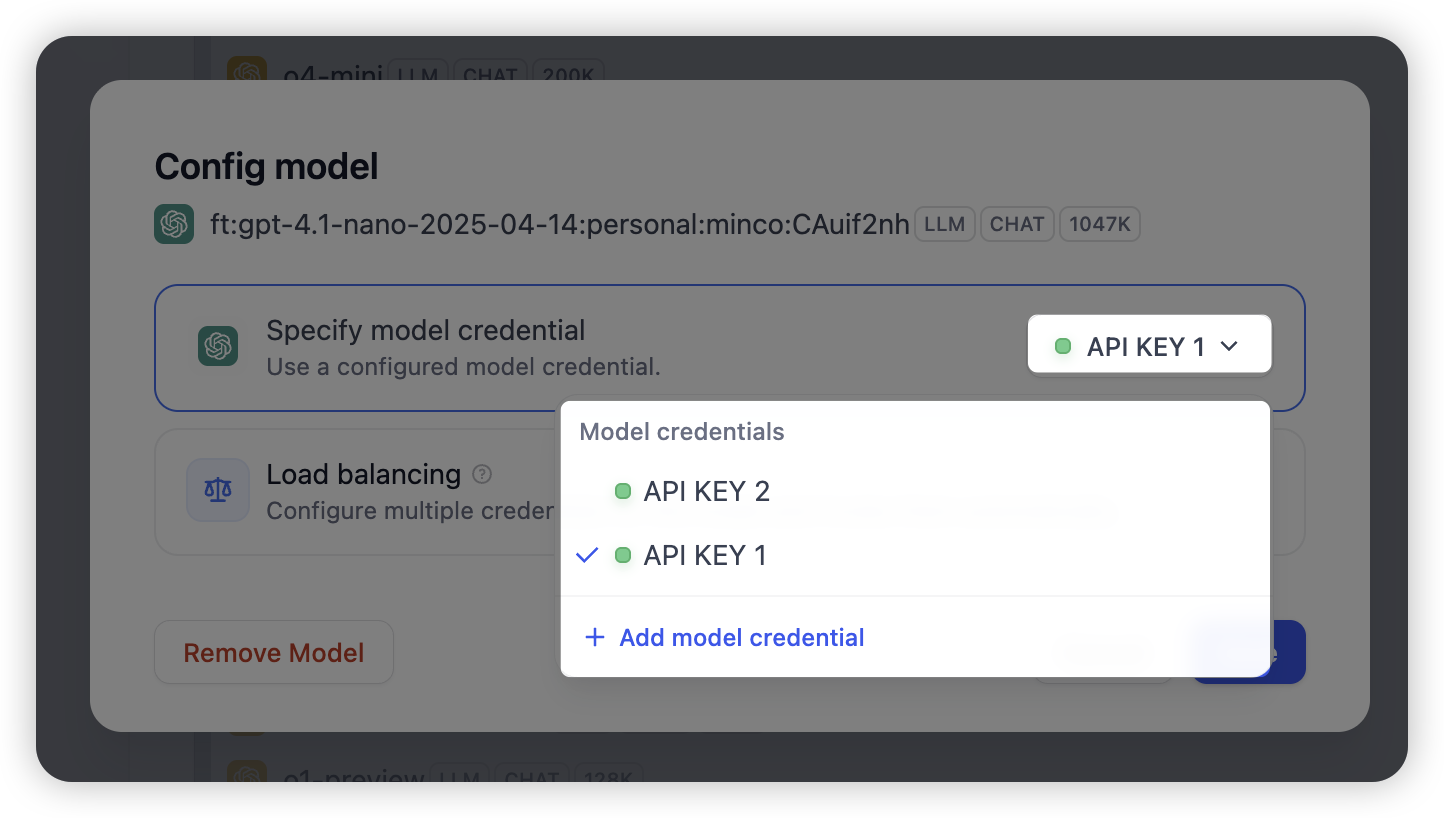 o4-mini LLM CHAT 200K
Config model
ft:gpt-4.1-nano-2025-04-14:personal:minco:CAuif2nh LLM CHAT 1047K
Specify model credential
Use a configured model credential.
API KEY 1
Model credentials
API KEY 2
API KEY 1
+ Add model credential
Load balancing ?
Configure multiple creder
Remove Model
o1-preview LLM CHAT 128K